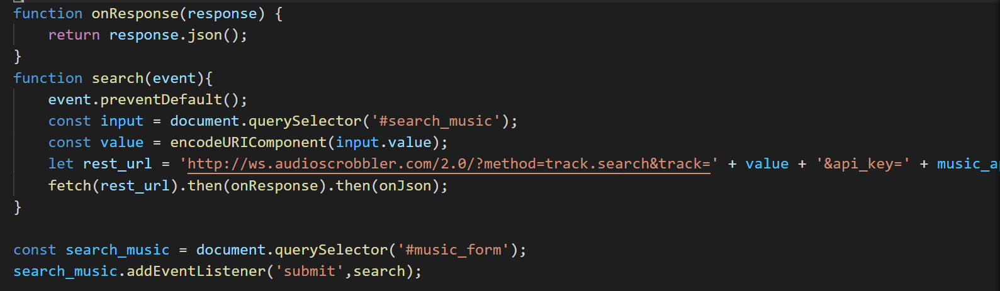 function onResponse(response) {
    return response.json();
}
function search(event){
    event.preventDefault();
    const input = document.querySelector('#search_music');
    const value = encodeURIComponent(input.value);
    let rest_url = 'http://ws.audioscrobbler.com/2.0/?method=track.search&track=' + value + '&api_key=' +
    fetch(rest_url).then(onResponse).then(onJson);
}
const search_music = document.querySelector('#music_form');
search_music.addEventListener('submit',search);